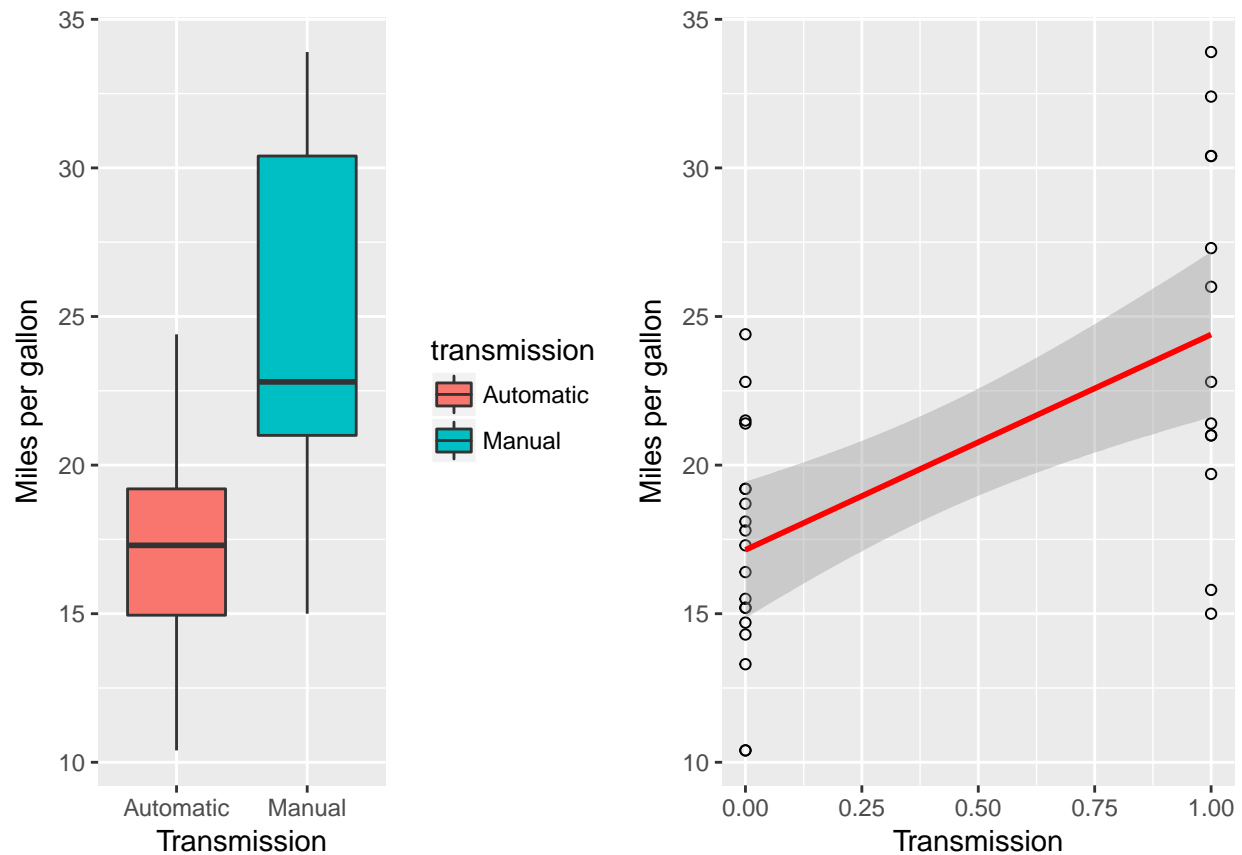 35
30
25
20
15
10
Miles per gallon
Automatic Manual
Transmission
transmission
Automatic
Manual
35
30
25
20
15
10
Miles per gallon
0.00 0.25 0.50 0.75 1.00
Transmission